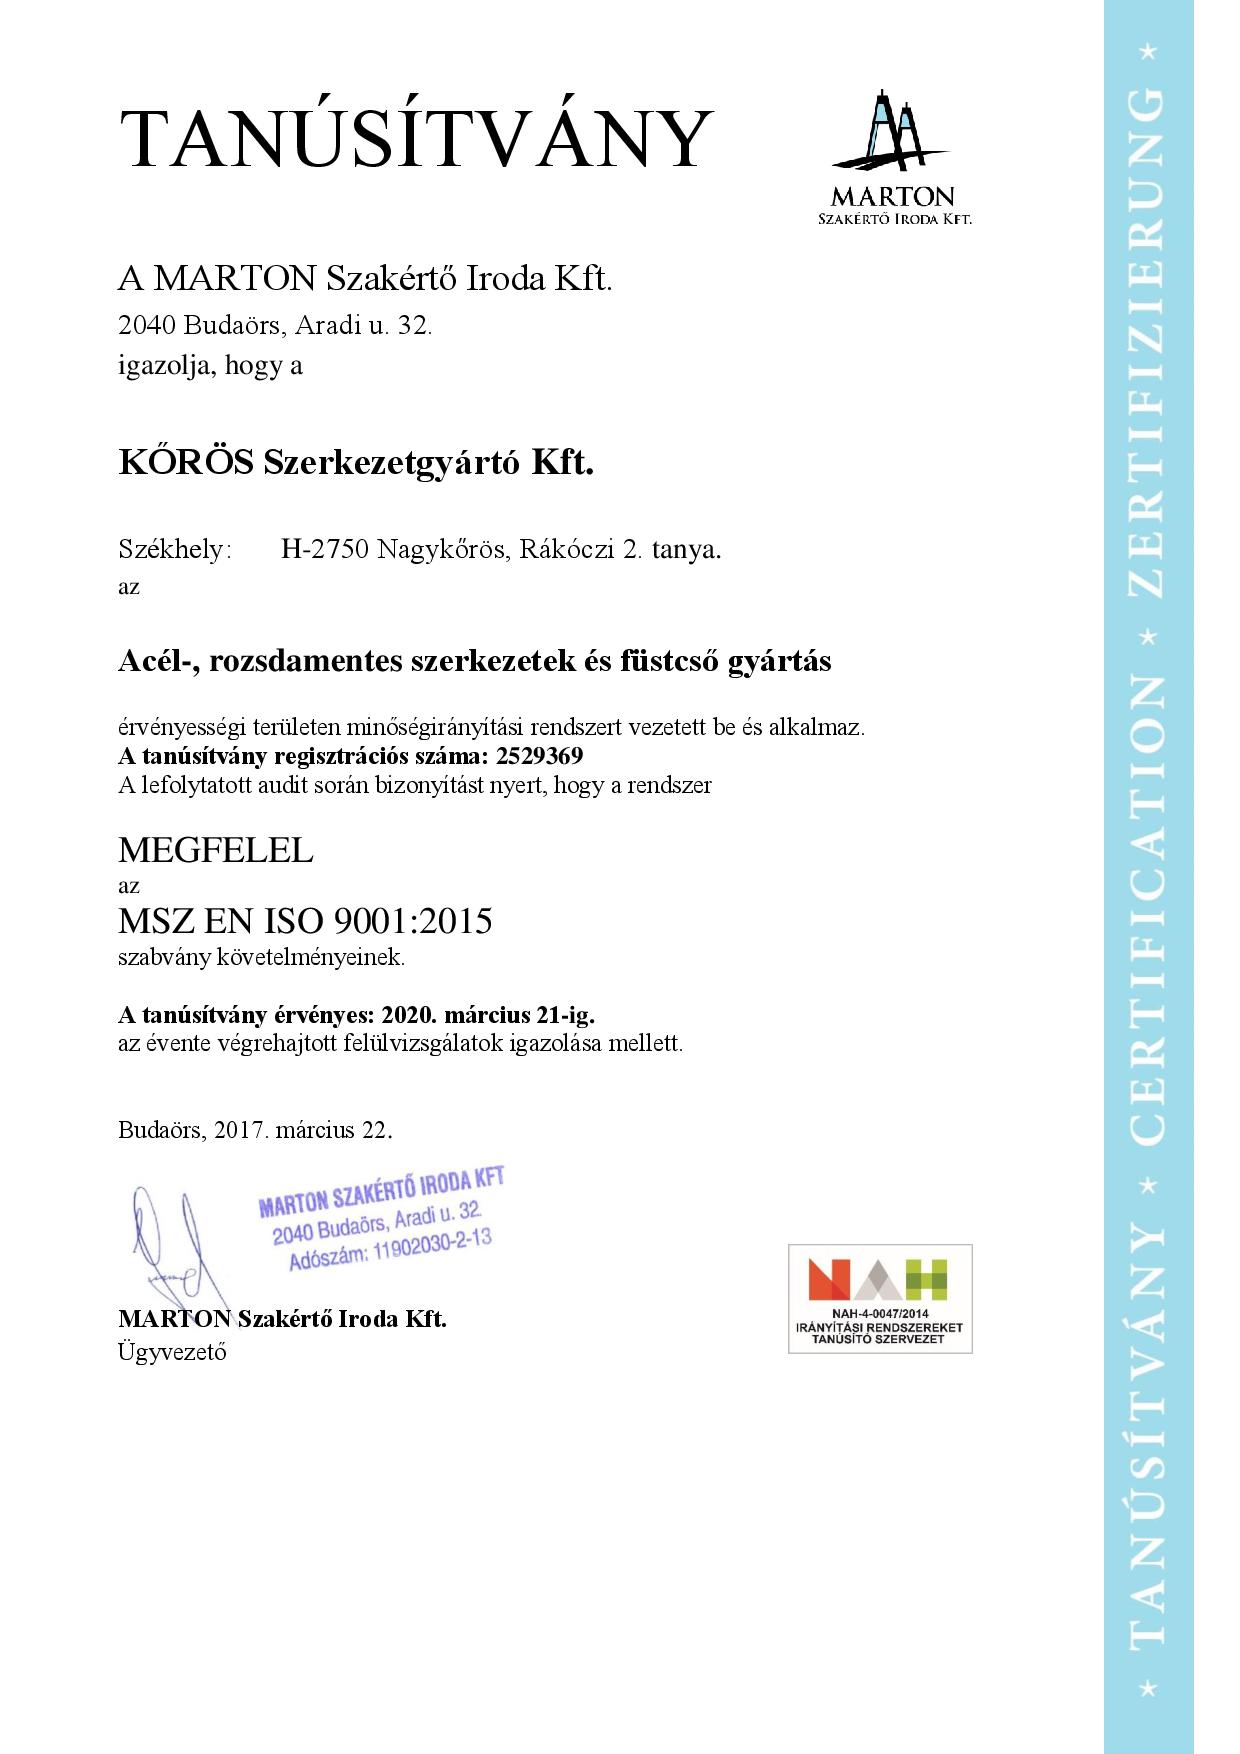 TANÚSÍTVÁNY
MARTON
SZAKÉRTŐ IRODA KFT.
A MARTON Szakértő Iroda Kft.
2040 Budaörs, Aradi u. 32.
igazolja, hogy a
KŐRÖS Szerkezetgyártó Kft.
Székhely: H-2750 Nagykőrös, Rákóczi 2. tanya.
az
Acél-, rozsdamentes szerkezetek és füstcső gyártás
érvényességi területen minőségirányítási rendszert vezetett be és alkalmaz.
A tanúsítvány regisztrációs száma: 2529369
A lefolytatott audit során bizonyítást nyert, hogy a rendszer
MEGFELEL
az
MSZ EN ISO 9001:2015
szabvány követelményeinek.
A tanúsítvány érvényes: 2020. március 21-ig.
az évente végrehajtott felülvizsgálatok igazolása mellett.
Budaörs, 2017. március 22.
MARTON SZAKÉRTŐ IRODA KFT
2040 Budaörs, Aradi u. 32.
Adószám: 11902030-2-13
MARTON Szakértő Iroda Kft.
Ügyvezető
NAH
NAH-4-0047/2014
IRÁNYÍTÁSI RENDSZEREKET
TANÚSÍTÓ SZERVEZET
* TANÚSÍTVÁNY * CERTIFICATION * ZERTIFIZIERUNG *